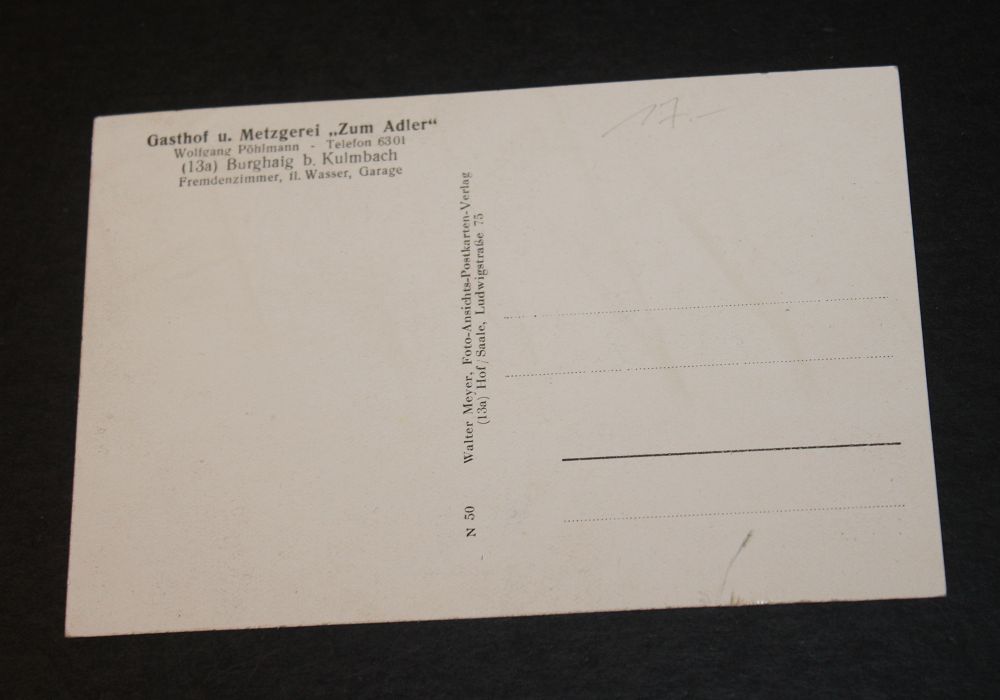 Gasthof u. Metzgerei „Zum Adler“
Wolfgang Pöhlmann - Telefon 6301
(13a) Burghaig b. Kulmbach
Fremdenzimmer, fl. Wasser, Garage
17.-
Walter Meyer, Foto-Ansichts-Postkarten-Verlag
(13a) Hof/Saale, Ludwigstraße 75
N 50